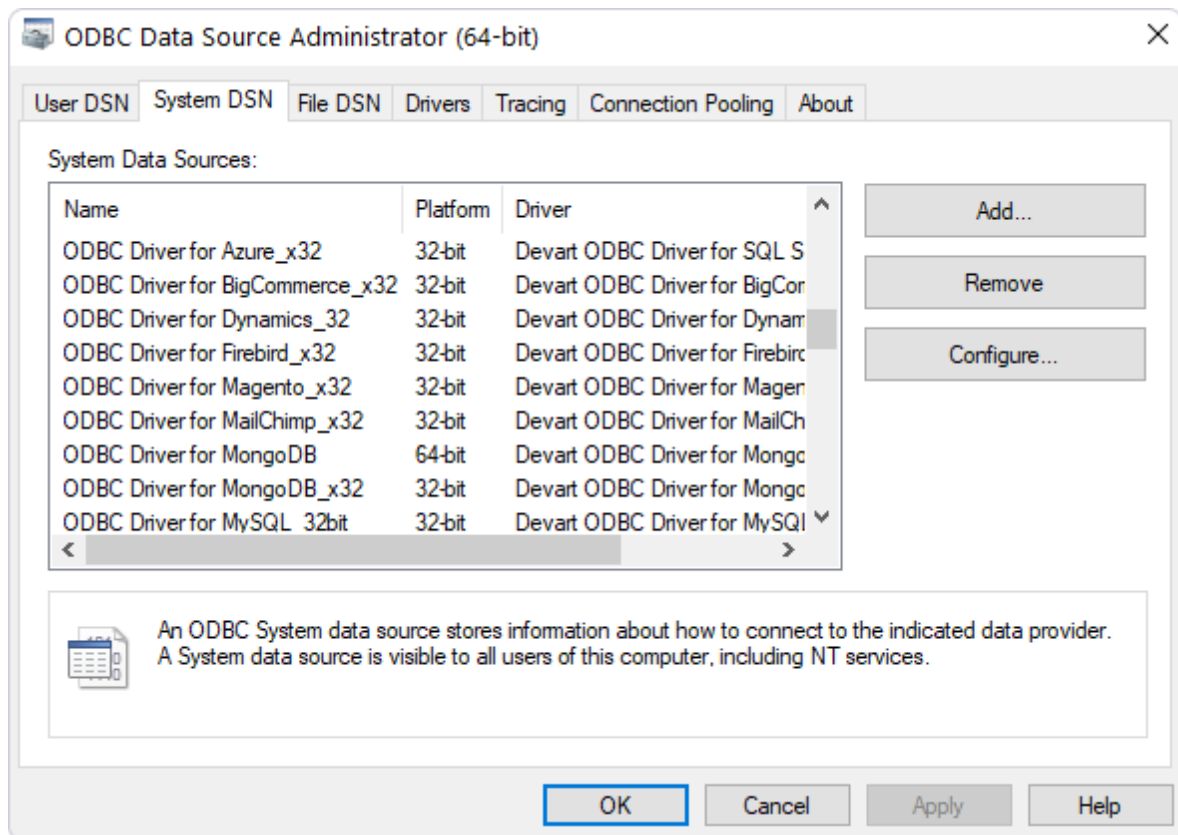 ODBC Data Source Administrator (64-bit)
User DSN System DSN File DSN Drivers Tracing Connection Pooling About
System Data Sources:
Name Platform Driver
ODBC Driver for Azure_x32 32-bit Devart ODBC Driver for SQL S
ODBC Driver for BigCommerce_x32 32-bit Devart ODBC Driver for BigCor
ODBC Driver for Dynamics_32 32-bit Devart ODBC Driver for Dynam
ODBC Driver for Firebird_x32 32-bit Devart ODBC Driver for Firebirc
ODBC Driver for Magento_x32 32-bit Devart ODBC Driver for Magen
ODBC Driver for MailChimp_x32 32-bit Devart ODBC Driver for MailCh
ODBC Driver for MongoDB 64-bit Devart ODBC Driver for Mongo
ODBC Driver for MongoDB_x32 32-bit Devart ODBC Driver for Mongo
ODBC Driver for MySQL_32bit 32-bit Devart ODBC Driver for MySQL
Add...
Remove
Configure...
An ODBC System data source stores information about how to connect to the indicated data provider.
A System data source is visible to all users of this computer, including NT services.
OK Cancel Apply Help